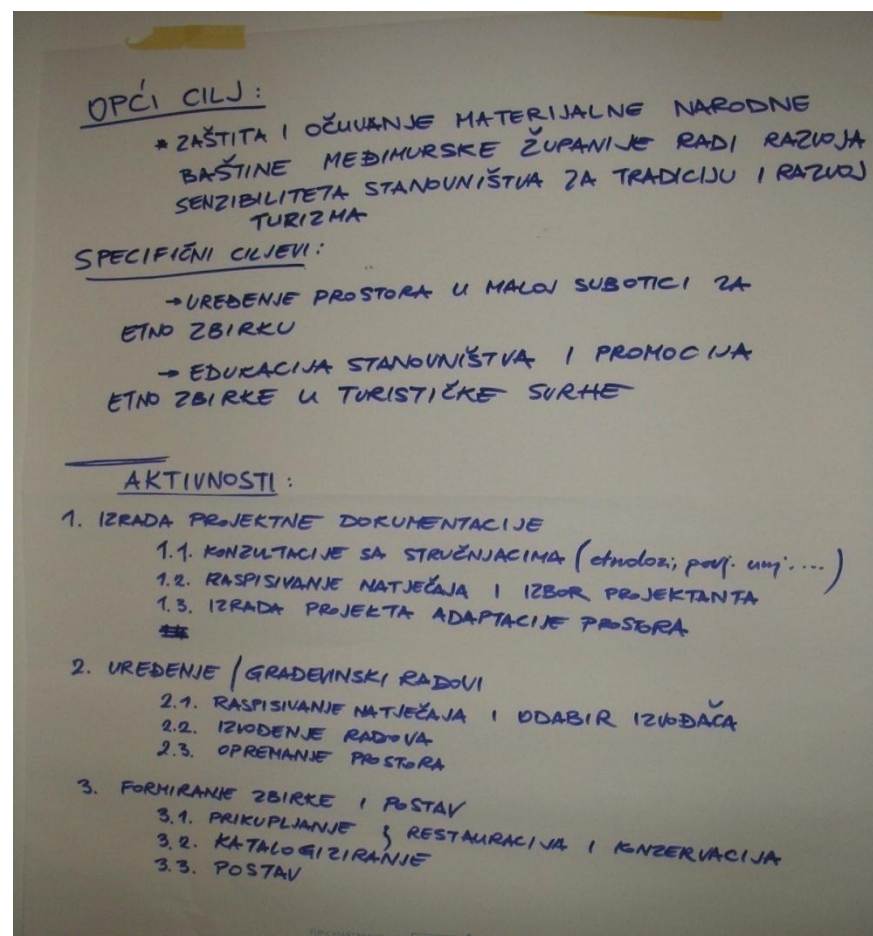 OPĆI CILJ:
* ZAŠTITA I OČUVANJE MATERIJALNE NARODNE
BAŠTINE MEĐIMURSKE ŽUPANIJE RADI RAZVOJA
SENZIBILITETA STANOVNIŠTVA ZA TRADICIJU I RAZVOJ
TURIZMA
SPECIFIČNI CILJEVI:
→ UREĐENJE PROSTORA U MALOJ SUBOTICI ZA
ETNO ZBIRKU
→ EDUKACIJA STANOVNIŠTVA I PROMOCIJA
ETNO ZBIRKE U TURISTIČKE SVRHE
AKTIVNOSTI:
1. IZRADA PROJEKTNE DOKUMENTACIJE
1.1. KONZULTACIJE SA STRUČNJACIMA (etnolozi, povj. umj. ....)
1.2. RASPISIVANJE NATJEČAJA I IZBOR PROJEKTANTA
1.3. IZRADA PROJEKTA ADAPTACIJE PROSTORA
2. UREĐENJE / GRAĐEVINSKI RADOVI
2.1. RASPISIVANJE NATJEČAJA I ODABIR IZVOĐAČA
2.2. IZVOĐENJE RADOVA
2.3. OPREMANJE PROSTORA
3. FORMIRANJE ZBIRKE I POSTAV
3.1. PRIKUPLJANJE } RESTAURACIJA I KONZERVACIJA
3.2. KATALOGIZIRANJE
3.3. POSTAV